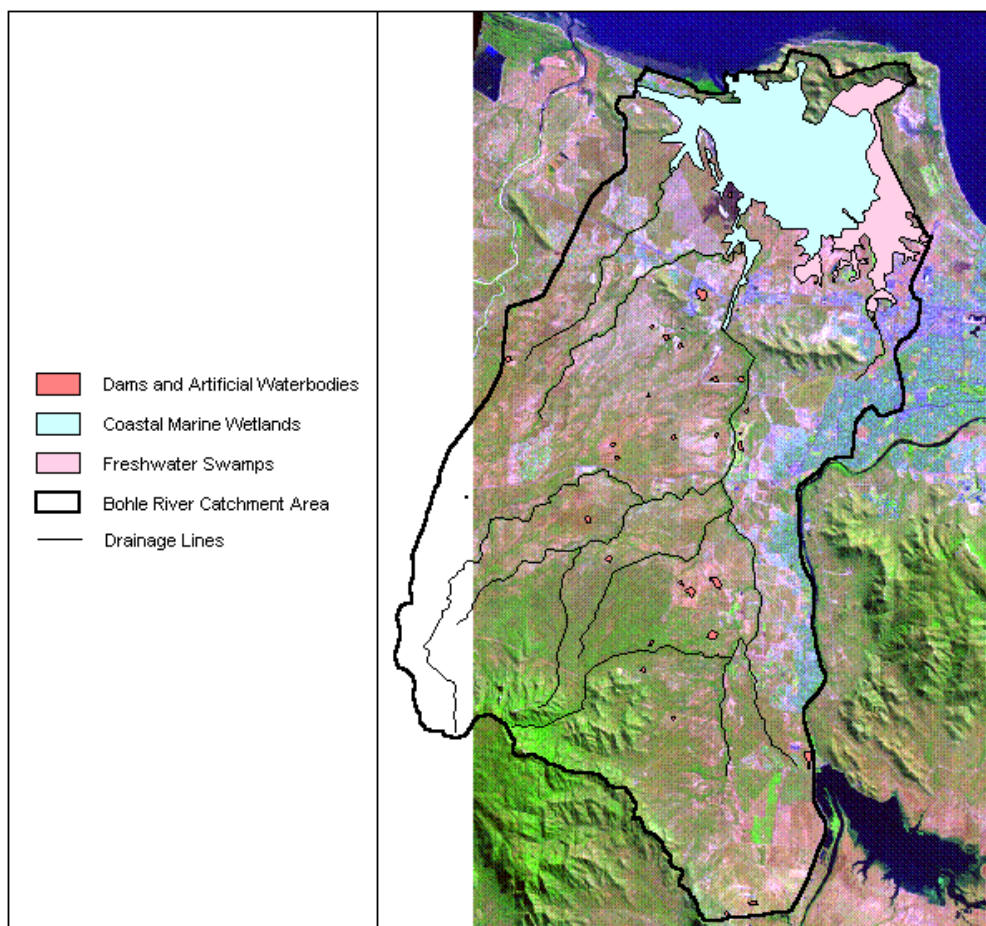 Dams and Artificial Waterbodies
Coastal Marine Wetlands
Freshwater Swamps
Bohle River Catchment Area
Drainage Lines